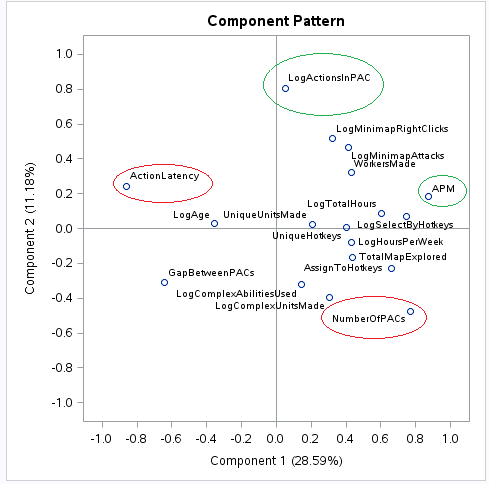 Component Pattern
1.0
0.8
0.6
0.4
0.2
0.0
-0.2
-0.4
-0.6
-0.8
-1.0
Component 2 (11.18%)
LogActionsInPAC
LogMinimapRightClicks
LogMinimapAttacks
WorkersMade
ActionLatency
APM
LogTotalHours
LogAge
UniqueUnitsMade
LogSelectByHotkeys
UniqueHotkeys
LogHoursPerWeek
TotalMapExplored
GapBetweenPACs
AssignToHotkeys
LogComplexAbilitiesUsed
LogComplexUnitsMade
NumberOfPACs
-1.0 -0.8 -0.6 -0.4 -0.2 0.0 0.2 0.4 0.6 0.8 1.0
Component 1 (28.59%)